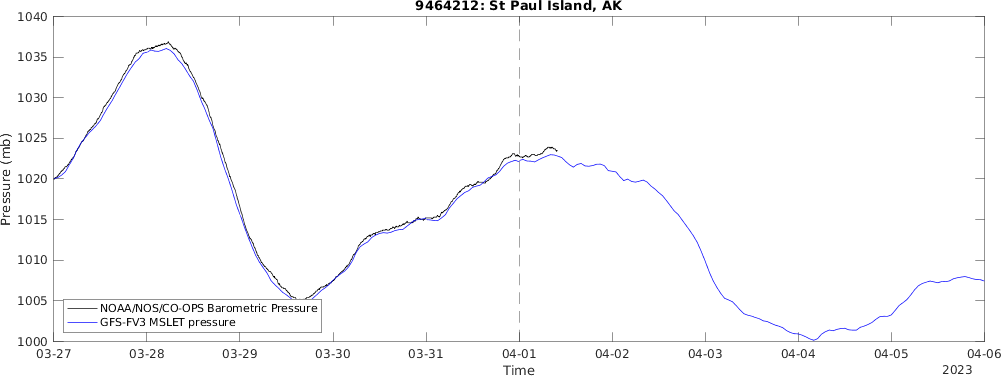 9464212: St Paul Island, AK
Pressure (mb)
1040
1035
1030
1025
1020
1015
1010
1005
1000
NOAA/NOS/CO-OPS Barometric Pressure
GFS-FV3 MSLET pressure
03-27 03-28 03-29 03-30 03-31 04-01 04-02 04-03 04-04 04-05 04-06
Time
2023